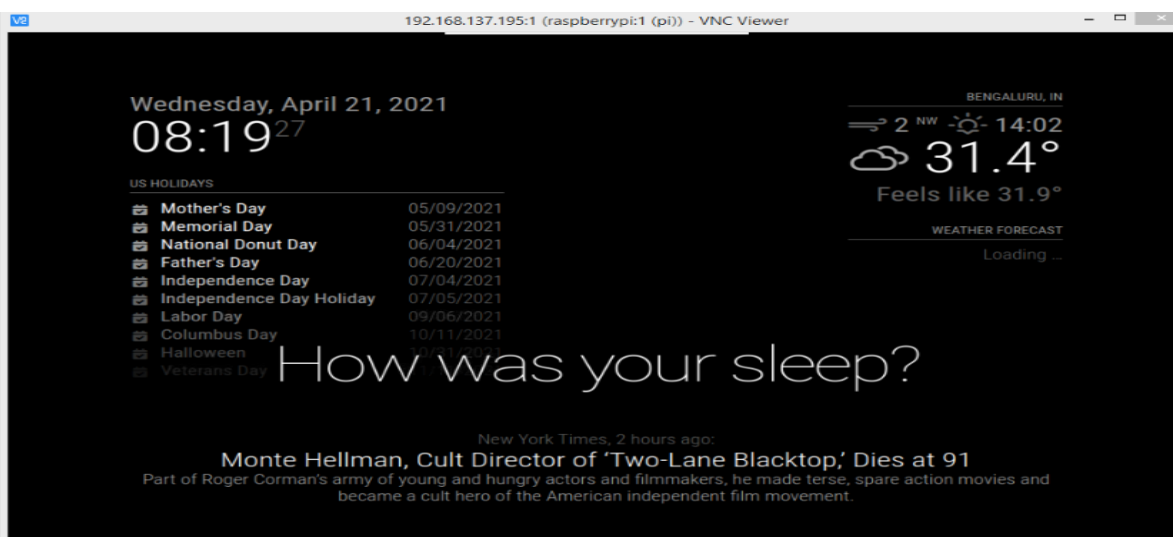 V2 192.168.137.195:1 (raspberrypi:1 (pi)) - VNC Viewer
Wednesday, April 21, 2021
08:19 27
US HOLIDAYS
Mother's Day 05/09/2021
Memorial Day 05/31/2021
National Donut Day 06/04/2021
Father's Day 06/20/2021
Independence Day 07/04/2021
Independence Day Holiday 07/05/2021
Labor Day 09/06/2021
Columbus Day 10/11/2021
Halloween 10/31/2021
Veterans Day
BENGALURU, IN
2 NW 14:02
31.4°
Feels like 31.9°
WEATHER FORECAST
Loading ...
How was your sleep?
New York Times, 2 hours ago:
Monte Hellman, Cult Director of ‘Two-Lane Blacktop,’ Dies at 91
Part of Roger Corman's army of young and hungry actors and filmmakers, he made terse, spare action movies and
became a cult hero of the American independent film movement.